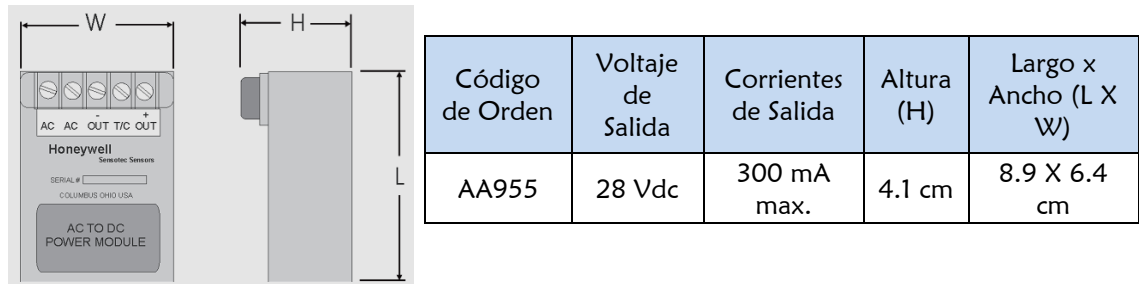 W
H
L
AC AC - OUT T/C + OUT
Honeywell
Sensotec Sensors
SERIAL#
COLUMBUS OHIO USA
AC TO DC
POWER MODULE
Código
de Orden
Voltaje
de
Salida
Corrientes
de Salida
Altura
(H)
Largo x
Ancho (L X
W)
AA955
28 Vdc
300 mA
max.
4.1 cm
8.9 X 6.4
cm